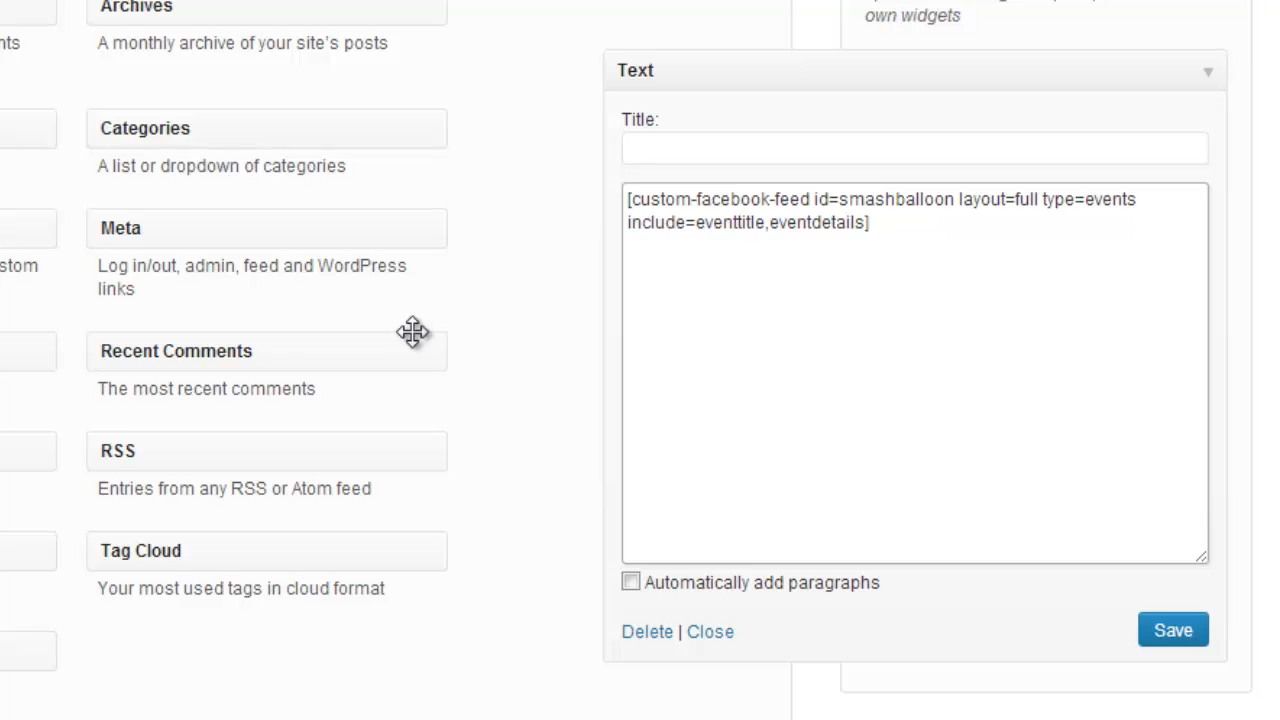 Archives
nts
A monthly archive of your site's posts
Categories
A list or dropdown of categories
Meta
stom
Log in/out, admin, feed and WordPress
links
Recent Comments
The most recent comments
RSS
Entries from any RSS or Atom feed
Tag Cloud
Your most used tags in cloud format
own widgets
Text
Title:
[custom-facebook-feed id=smashballoon layout=full type=events
include=eventtitle,eventdetails]
Automatically add paragraphs
Delete | Close
Save